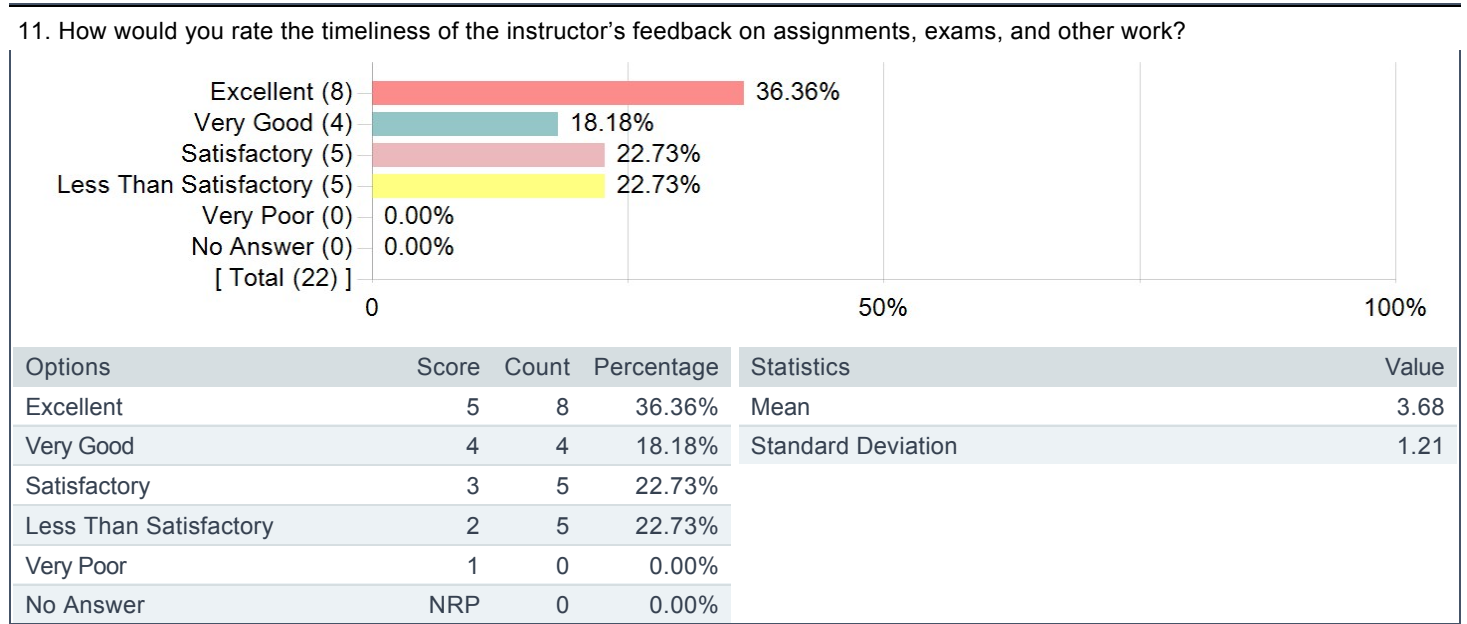 11. How would you rate the timeliness of the instructor’s feedback on assignments, exams, and other work?
Excellent (8) 36.36%
Very Good (4) 18.18%
Satisfactory (5) 22.73%
Less Than Satisfactory (5) 22.73%
Very Poor (0) 0.00%
No Answer (0) 0.00%
[ Total (22) ]
0 50% 100%
Options Score Count Percentage
Excellent 5 8 36.36%
Very Good 4 4 18.18%
Satisfactory 3 5 22.73%
Less Than Satisfactory 2 5 22.73%
Very Poor 1 0 0.00%
No Answer NRP 0 0.00%
Statistics Value
Mean 3.68
Standard Deviation 1.21